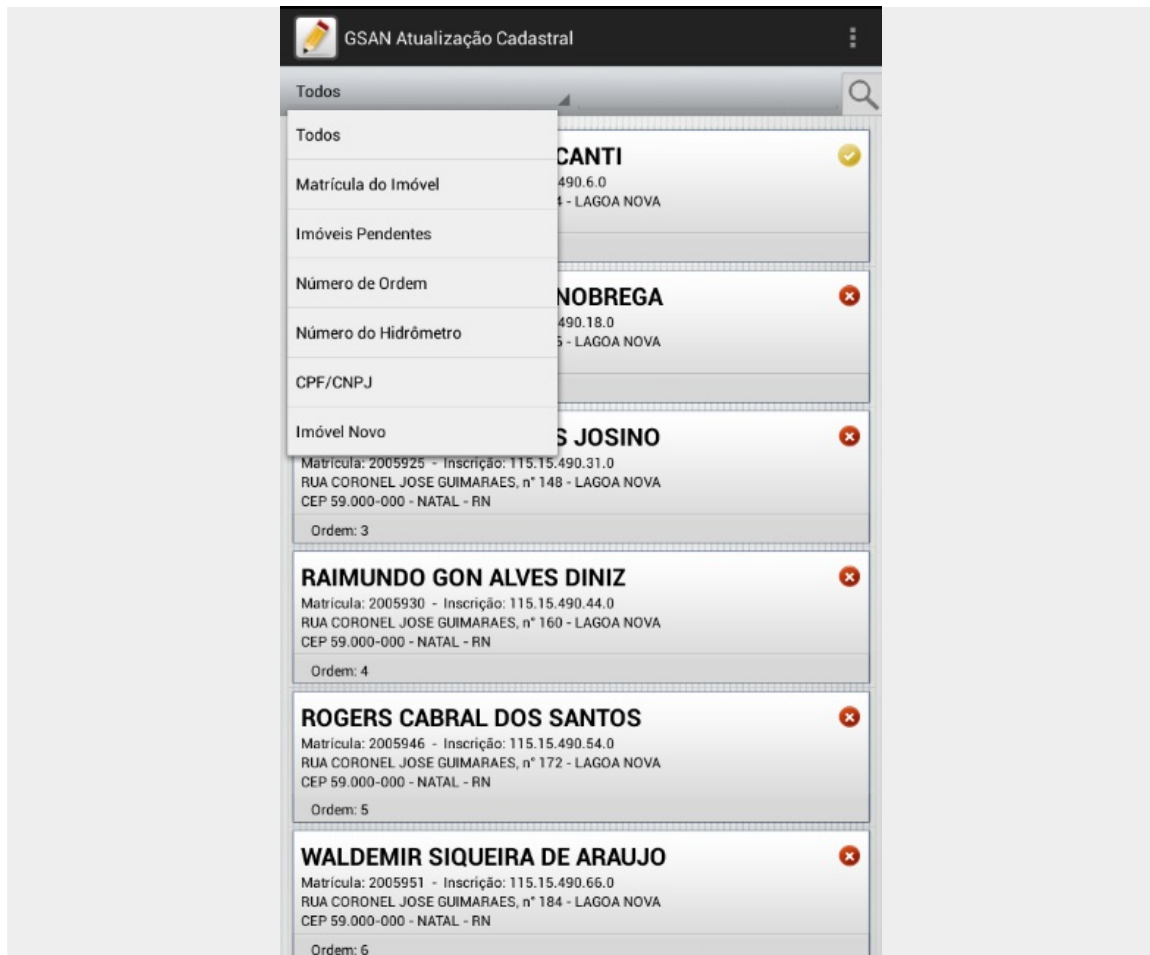 GSAN Atualização Cadastral
Todos
Todos
Matrícula do Imóvel
Imóveis Pendentes
Número de Ordem
Número do Hidrômetro
CPF/CNPJ
Imóvel Novo
CANTI
490.6.0
- LAGOA NOVA
NOBREGA
490.18.0
- LAGOA NOVA
S JOSINO
Matrícula: 2005925 - Inscrição: 115.15.490.31.0
RUA CORONEL JOSE GUIMARAES, n° 148 - LAGOA NOVA
CEP 59.000-000 - NATAL - RN
Ordem: 3
RAIMUNDO GON ALVES DINIZ
Matrícula: 2005930 - Inscrição: 115.15.490.44.0
RUA CORONEL JOSE GUIMARAES, n° 160 - LAGOA NOVA
CEP 59.000-000 - NATAL - RN
Ordem: 4
ROGERS CABRAL DOS SANTOS
Matrícula: 2005946 - Inscrição: 115.15.490.54.0
RUA CORONEL JOSE GUIMARAES, n° 172 - LAGOA NOVA
CEP 59.000-000 - NATAL - RN
Ordem: 5
WALDEMIR SIQUEIRA DE ARAUJO
Matrícula: 2005951 - Inscrição: 115.15.490.66.0
RUA CORONEL JOSE GUIMARAES, n° 184 - LAGOA NOVA
CEP 59.000-000 - NATAL - RN
Ordem: 6